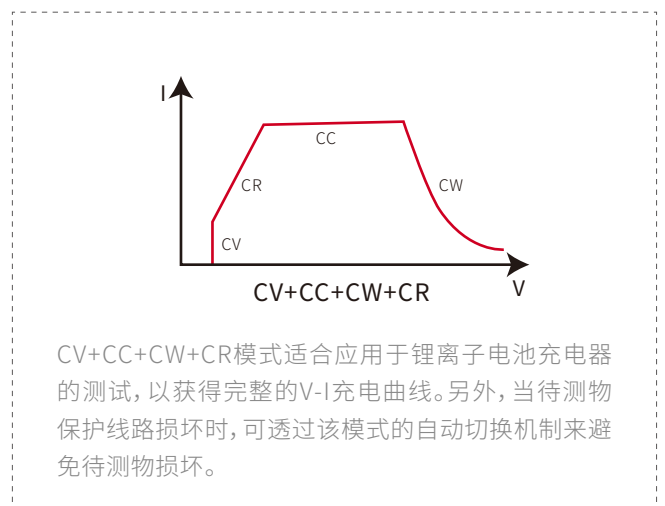 I
CC
CR
CW
CV
CV+CC+CW+CR
V
CV+CC+CW+CR模式适合应用于锂离子电池充电器
的测试，以获得完整的V-I充电曲线。另外，当待测物
保护线路损坏时，可透过该模式的自动切换机制来避
免待测物损坏。